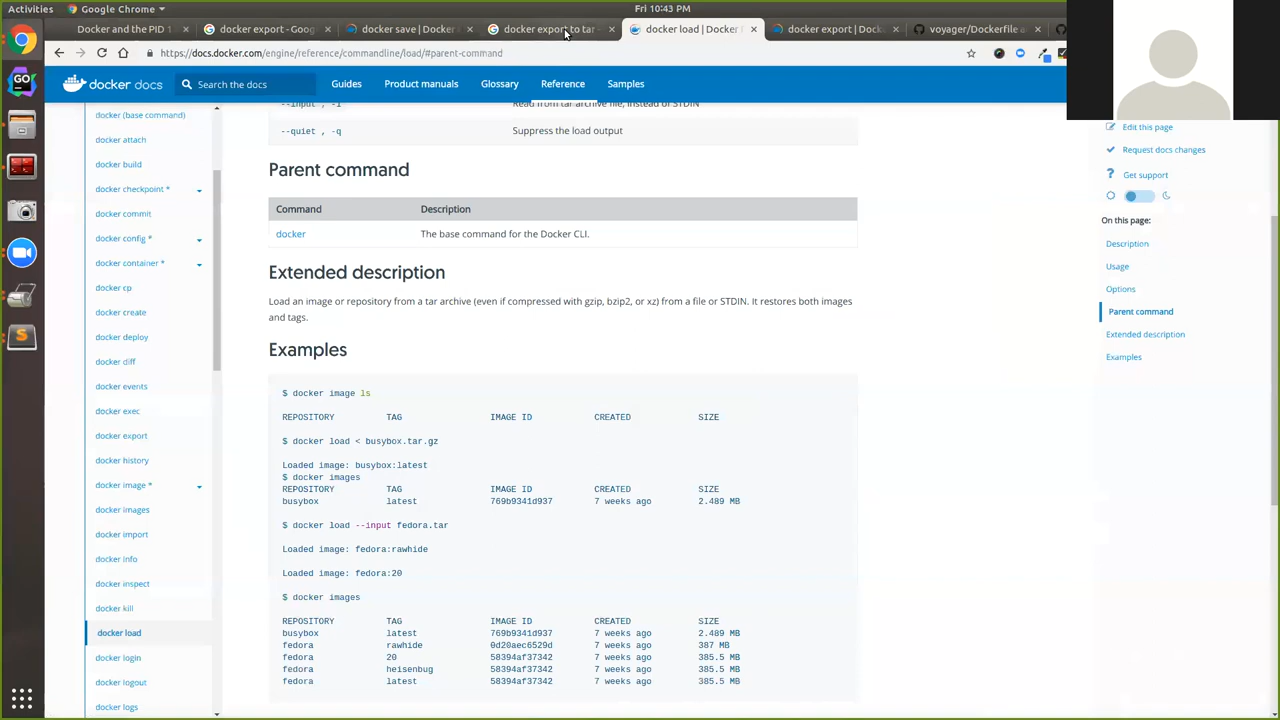 Activities Google Chrome Fri 10:43 PM
Docker and the PID 1 × docker export - Goog × docker save | Docker × docker export to tar - × docker load | Docker × docker export | Docker × voyager/Dockerfile a ×
https://docs.docker.com/engine/reference/commandline/load/#parent-command
docker docs Search the docs Guides Product manuals Glossary Reference Samples
docker (base command)
docker attach
docker build
docker checkpoint *
docker commit
docker config *
docker container *
docker cp
docker create
docker deploy
docker diff
docker events
docker exec
docker export
docker history
docker image *
docker images
docker import
docker info
docker inspect
docker kill
docker load
docker login
docker logout
docker logs
--input , -i Read from tar archive file, instead of STDIN
--quiet , -q Suppress the load output
Parent command
Command Description
docker The base command for the Docker CLI.
Extended description
Load an image or repository from a tar archive (even if compressed with gzip, bzip2, or xz) from a file or STDIN. It restores both images
and tags.
Examples
$ docker image ls
REPOSITORY TAG IMAGE ID CREATED SIZE
$ docker load < busybox.tar.gz
Loaded image: busybox:latest
$ docker images
REPOSITORY TAG IMAGE ID CREATED SIZE
busybox latest 769b9341d937 7 weeks ago 2.489 MB
$ docker load --input fedora.tar
Loaded image: fedora:rawhide
Loaded image: fedora:20
$ docker images
REPOSITORY TAG IMAGE ID CREATED SIZE
busybox latest 769b9341d937 7 weeks ago 2.489 MB
fedora rawhide 0d20aec6529d 7 weeks ago 387 MB
fedora 20 58394af37342 7 weeks ago 385.5 MB
fedora heisenbug 58394af37342 7 weeks ago 385.5 MB
fedora latest 58394af37342 7 weeks ago 385.5 MB
Edit this page
Request docs changes
Get support
On this page:
Description
Usage
Options
Parent command
Extended description
Examples
GO
S